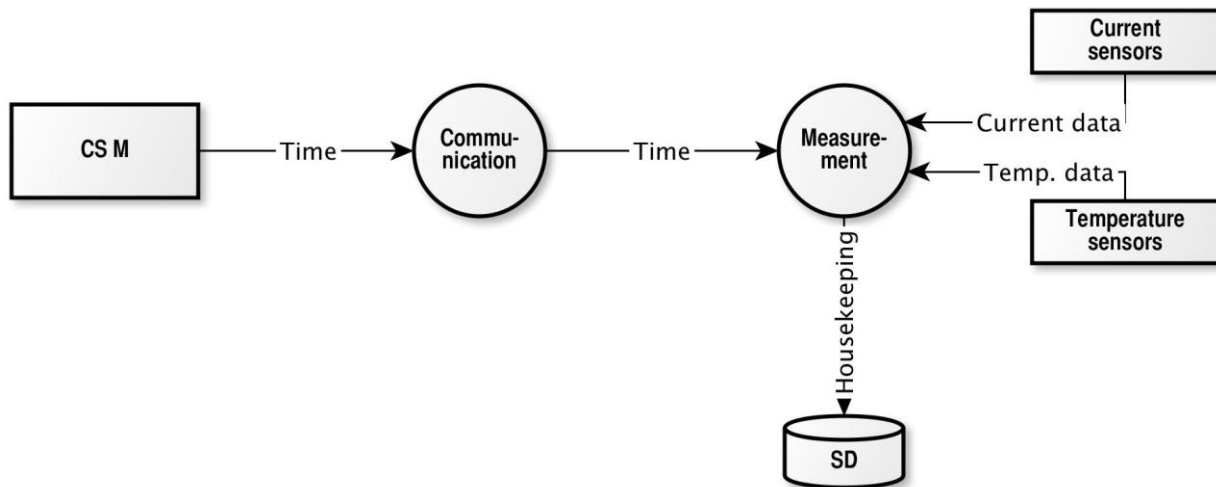 Current
sensors
CS M
Time
Commu-
nication
Time
Measure-
ment
Current data
Temp. data
Temperature
sensors
Housekeeping
SD